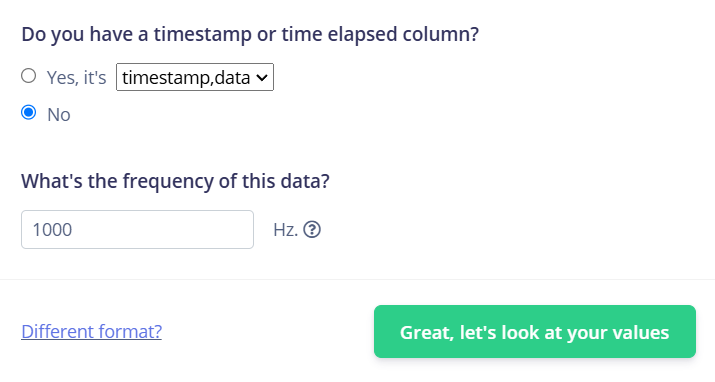 Do you have a timestamp or time elapsed column?
Yes, it's timestamp,data
No
What's the frequency of this data?
1000 Hz. ?
Different format? Great, let's look at your values